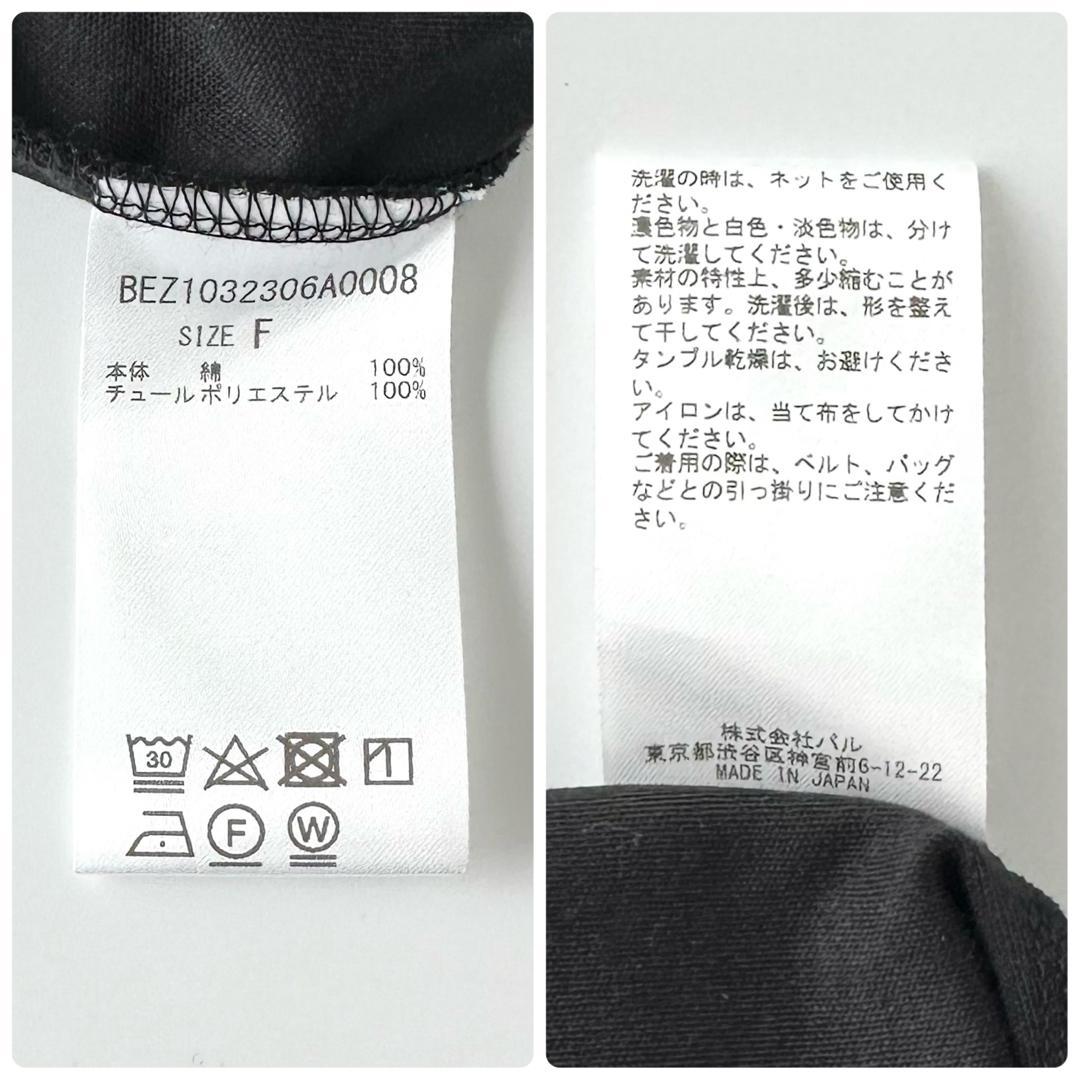 BEZ1032306A0008
SIZE F
本体 綿 100%
チュールポリエステル 100%
30
F
W
洗濯の時は、ネットをご使用く
ださい。
濃色物と白色・淡色物は、分け
て洗濯してください。
素材の特性上、多少縮むことが
あります。洗濯後は、形を整え
て干してください。
タンブル乾燥は、お避けくださ
い。
アイロンは、当て布をしてかけ
てください。
ご着用の際は、ベルト、バッグ
などとの引っ掛りにご注意くだ
さい。
株式会社パル
東京都渋谷区神宮前6-12-22
MADE IN JAPAN